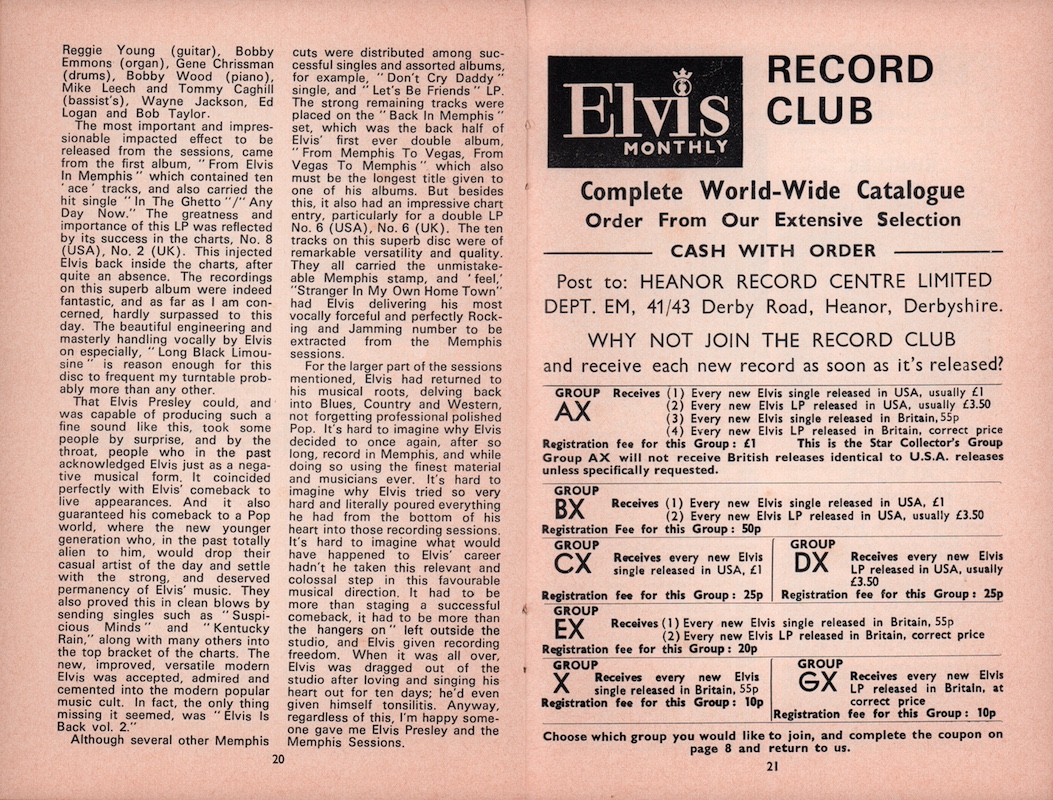 Reggie Young (guitar), Bobby
Emmons (organ), Gene Chrissman
(drums), Bobby Wood (piano),
Mike Leech and Tommy Caghill
(bassist's), Wayne Jackson, Ed
Logan and Bob Taylor.
The most important and impres-
sionable impacted effect to be
released from the sessions, came
from the first album, "From Elvis
In Memphis" which contained ten
'ace' tracks, and also carried the
hit single "In The Ghetto"/"Any
Day Now." The greatness and
importance of this LP was reflected
by its success in the charts, No. 8
(USA), No. 2 (UK). This injected
Elvis back inside the charts, after
quite an absence. The recordings
on this superb album were indeed
fantastic, and as far as I am con-
cerned, hardly surpassed to this
day. The beautiful engineering and
masterly handling vocally by Elvis
on especially, "Long Black Limou-
sine" is reason enough for this
disc to frequent my turntable prob-
ably more than any other.
That Elvis Presley could, and
was capable of producing such a
fine sound like this, took some
people by surprise, and by the
throat, people who in the past
acknowledged Elvis just as a nega-
tive musical form. It coincided
perfectly with Elvis' comeback to
live appearances. And it also
guaranteed his comeback to a Pop
world, where the new younger
generation who, in the past totally
alien to him, would drop their
casual artist of the day and settle
with the strong, and deserved
permanency of Elvis' music. They
also proved this in clean blows by
sending singles such as "Suspi-
cious Minds" and "Kentucky
Rain," along with many others into
the top bracket of the charts. The
new, improved, versatile modern
Elvis was accepted, admired and
cemented into the modern popular
music cult. In fact, the only thing
missing it seemed, was "Elvis Is
Back vol. 2."
Although several other Memphis
cuts were distributed among suc-
cessful singles and assorted albums,
for example, "Don't Cry Daddy"
single, and "Let's Be Friends" LP.
The strong remaining tracks were
placed on the "Back In Memphis"
set, which was the back half of
Elvis' first ever double album,
"From Memphis To Vegas, From
Vegas To Memphis" which also
must be the longest title given to
one of his albums. But besides
this, it also had an impressive chart
entry, particularly for a double LP
No. 6 (USA), No. 6 (UK). The ten
tracks on this superb disc were of
remarkable versatility and quality.
They all carried the unmistake-
able Memphis stamp, and 'feel,'
"Stranger In My Own Home Town"
had Elvis delivering his most
vocally forceful and perfectly Rock-
ing and Jamming number to be
extracted from the Memphis
sessions.
For the larger part of the sessions
mentioned, Elvis had returned to
his musical roots, delving back
into Blues, Country and Western,
not forgetting professional polished
Pop. It's hard to imagine why Elvis
decided to once again, after so
long, record in Memphis, and while
doing so using the finest material
and musicians ever. It's hard to
imagine why Elvis tried so very
hard and literally poured everything
he had from the bottom of his
heart into those recording sessions.
It's hard to imagine what would
have happened to Elvis' career
hadn't he taken this relevant and
colossal step in this favourable
musical direction. It had to be
more than staging a successful
comeback, it had to be more than
the hangers on" left outside the
studio, and Elvis given recording
freedom. When it was all over,
Elvis was dragged out of the
studio after loving and singing his
heart out for ten days; he'd even
given himself tonsilitis. Anyway,
regardless of this, I'm happy some-
one gave me Elvis Presley and the
Memphis Sessions.
20
Elvis
MONTHLY
RECORD
CLUB
Complete World-Wide Catalogue
Order From Our Extensive Selection
CASH WITH ORDER
Post to: HEANOR RECORD CENTRE LIMITED
DEPT. EM, 41/43 Derby Road, Heanor, Derbyshire.
WHY NOT JOIN THE RECORD CLUB
and receive each new record as soon as it's released?
GROUP AX Receives (1) Every new Elvis single released in USA, usually £1
(2) Every new Elvis LP released in USA, usually £3.50
(3) Every new Elvis single released in Britain, 55p
(4) Every new Elvis LP released in Britain, correct price
Registration fee for this Group: £1 This is the Star Collector's Group
Group AX will not receive British releases identical to U.S.A. releases
unless specifically requested.
GROUP
BX Receives (1) Every new Elvis single released in USA, £1
(2) Every new Elvis LP released in USA, usually £3.50
Registration Fee for this Group: 50p
GROUP
CX Receives every new Elvis
single released in USA, £1
Registration fee for this Group: 25p
GROUP
DX Receives every new Elvis
LP released in USA, usually
£3.50
Registration fee for this Group: 25p
GROUP
EX Receives (1) Every new Elvis single released in Britain, 55p
(2) Every new Elvis LP released in Britain, correct price
Registration fee for this Group: 20p
GROUP
X Receives every new Elvis
single released in Britain, 55p
Registration fee for this Group: 10p
GROUP
GX Receives every new Elvis
LP released in Britain, at
correct price
Registration fee for this Group: 10p
Choose which group you would like to join, and complete the coupon on
page 8 and return to us.
21